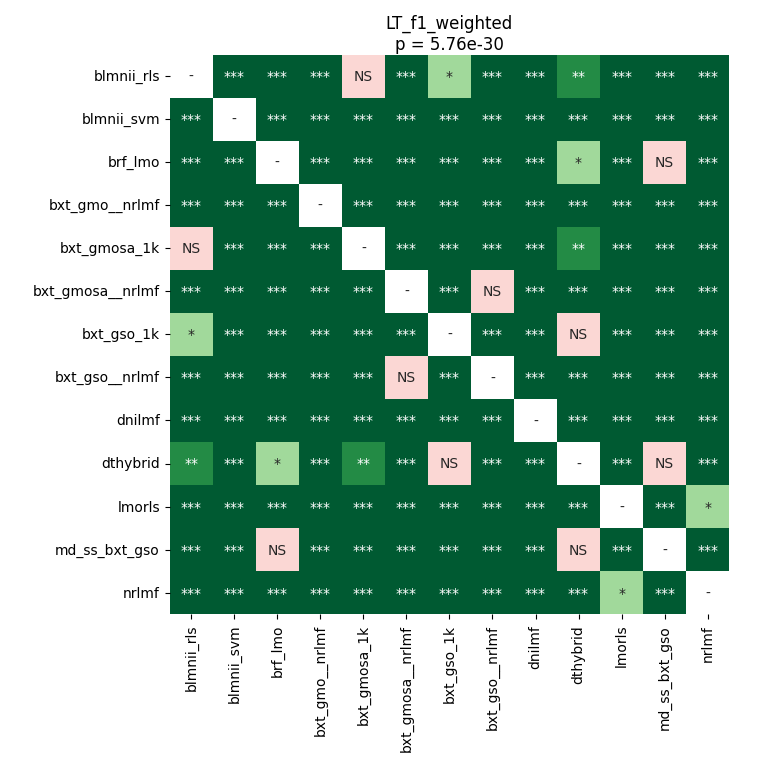 LT_f1_weighted
p = 5.76e-30
blmnii_rls - *** *** *** NS *** * *** *** ** *** *** ***
blmnii_svm *** - *** *** *** *** *** *** *** *** *** *** ***
brf_lmo *** *** - *** *** *** *** *** *** * *** NS ***
bxt_gmo__nrlmf *** *** *** - *** *** *** *** *** *** *** *** ***
bxt_gmosa_1k NS *** *** *** - *** *** *** *** ** *** *** ***
bxt_gmosa__nrlmf *** *** *** *** *** - *** NS *** *** *** *** ***
bxt_gso_1k * *** *** *** *** *** - *** *** NS *** *** ***
bxt_gso__nrlmf *** *** *** *** *** NS *** - *** *** *** *** ***
dnilmf *** *** *** *** *** *** *** *** - *** *** *** ***
dthybrid ** *** * *** ** *** NS *** *** - *** NS ***
lmorls *** *** *** *** *** *** *** *** *** *** - *** *
md_ss_bxt_gso *** *** NS *** *** *** *** *** *** NS *** - ***
nrlmf *** *** *** *** *** *** *** *** *** *** * *** -
blmnii_rls
blmnii_svm
brf_lmo
bxt_gmo__nrlmf
bxt_gmosa_1k
bxt_gmosa__nrlmf
bxt_gso_1k
bxt_gso__nrlmf
dnilmf
dthybrid
lmorls
md_ss_bxt_gso
nrlmf